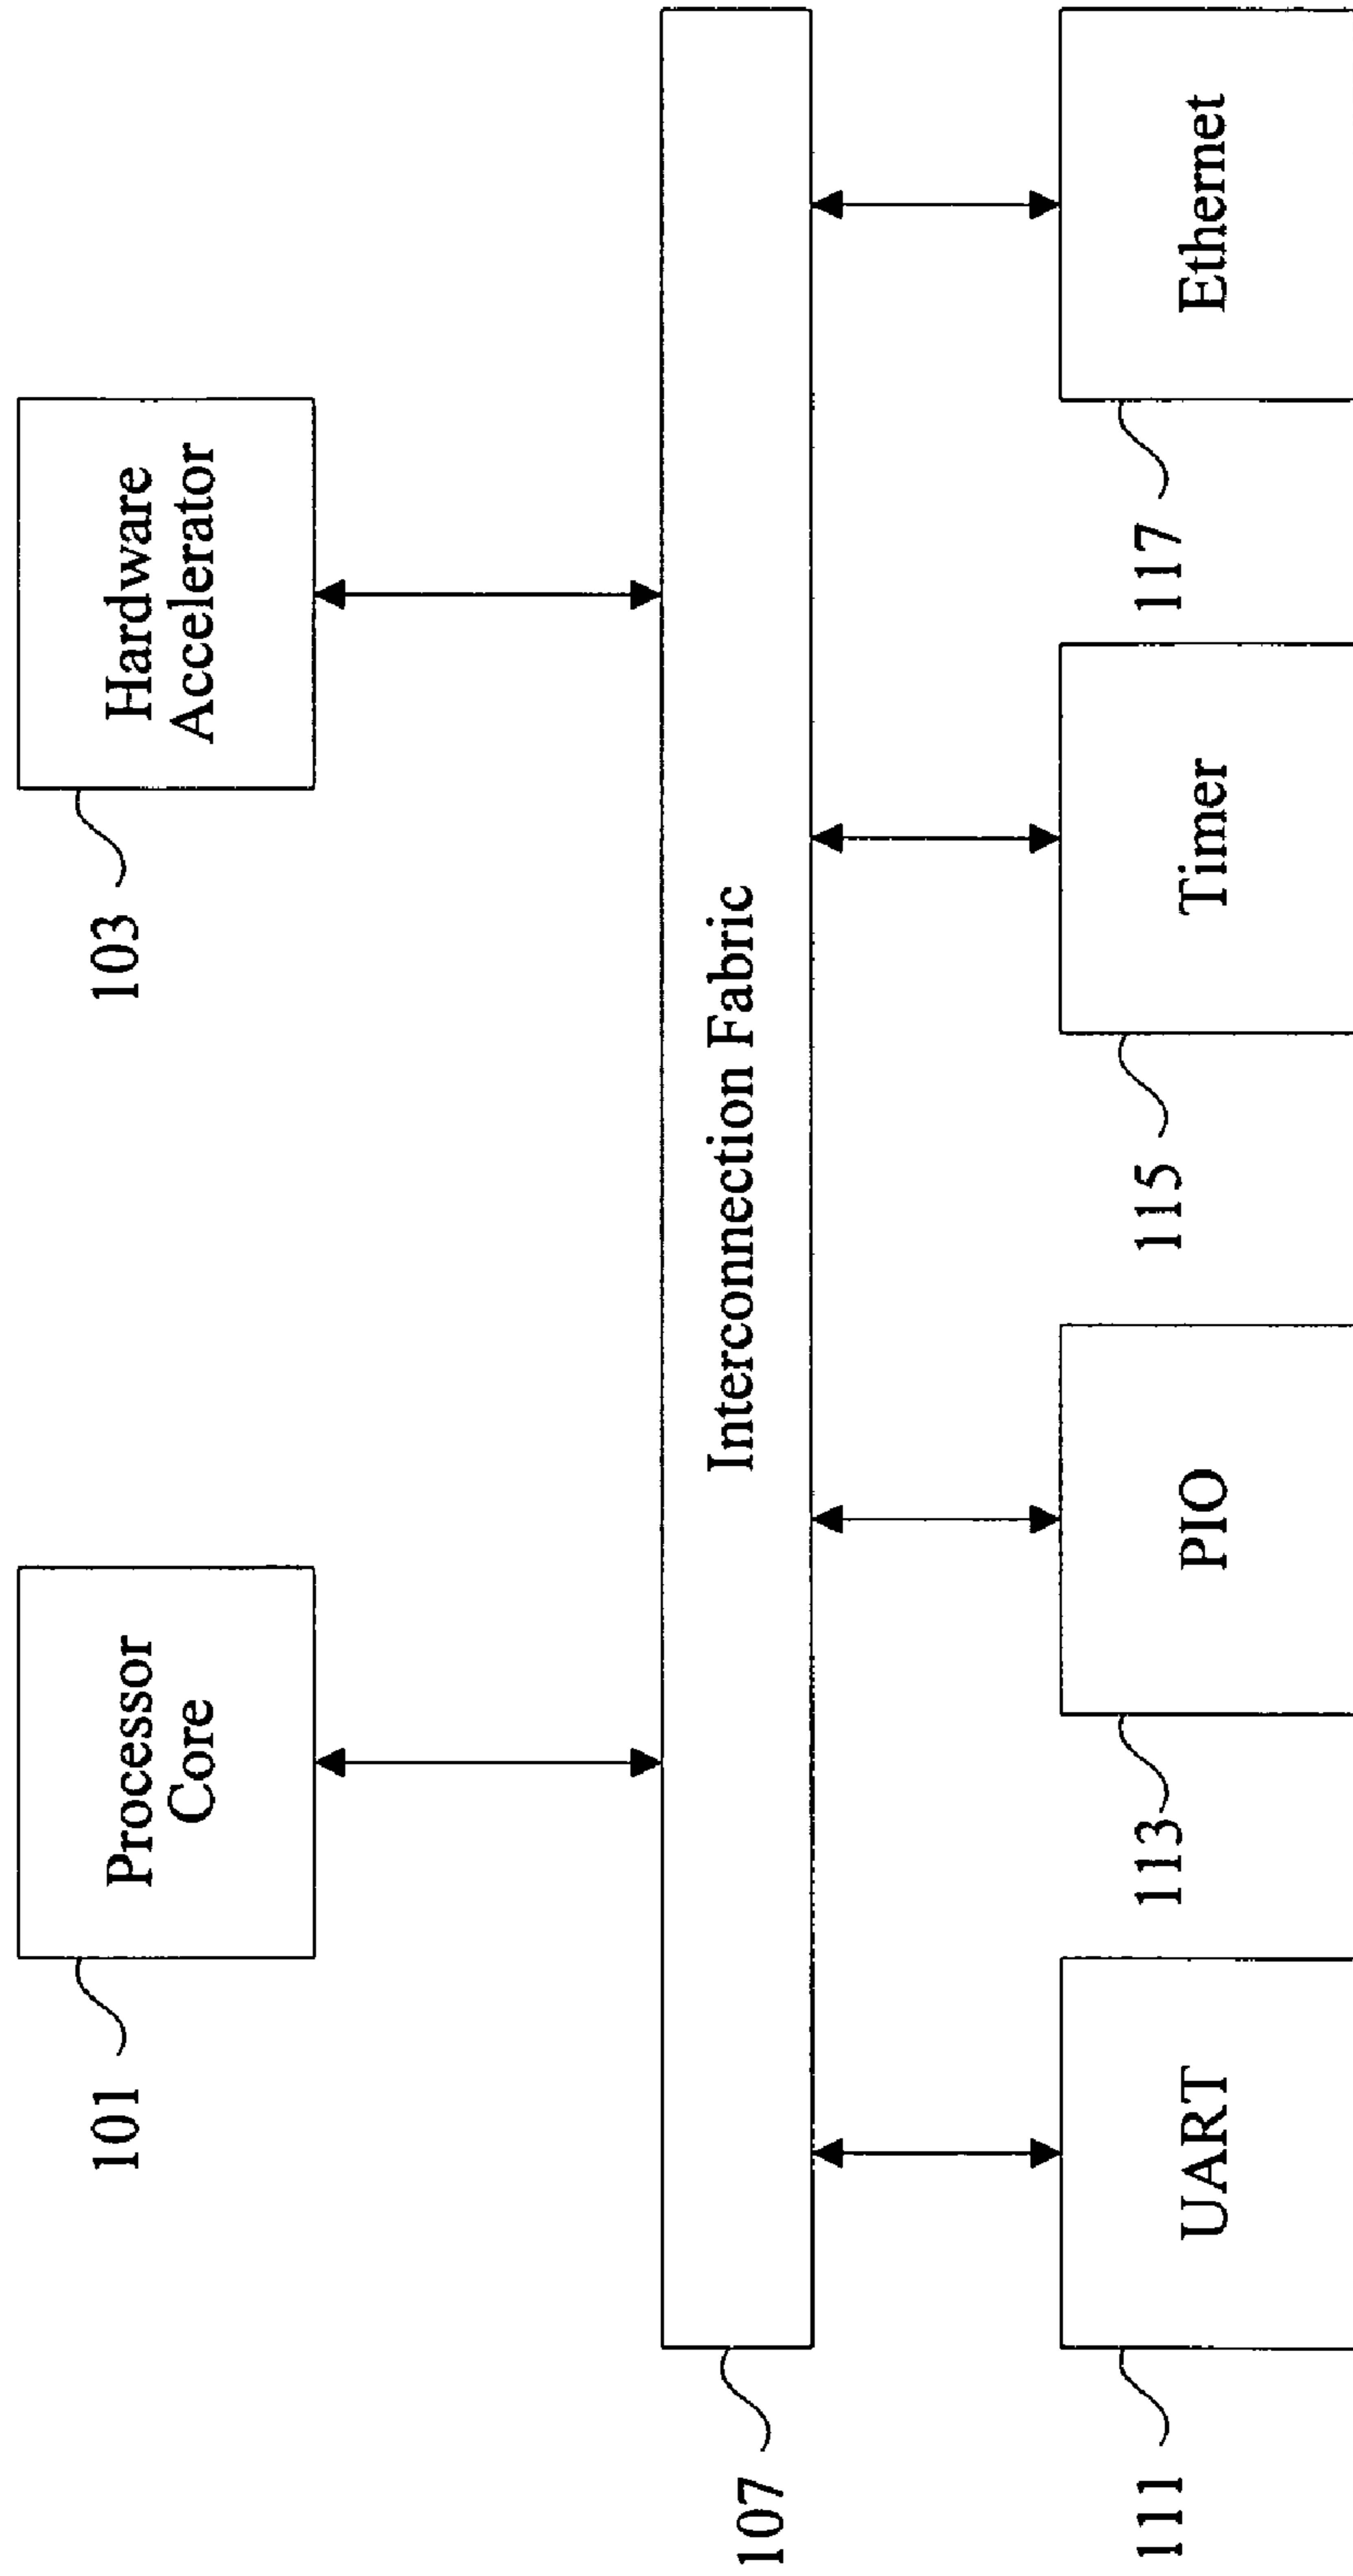 101
Processor
Core
103
Hardware
Accelerator
107
Interconnection Fabric
111
UART
113
PIO
115
Timer
117
Ethernet